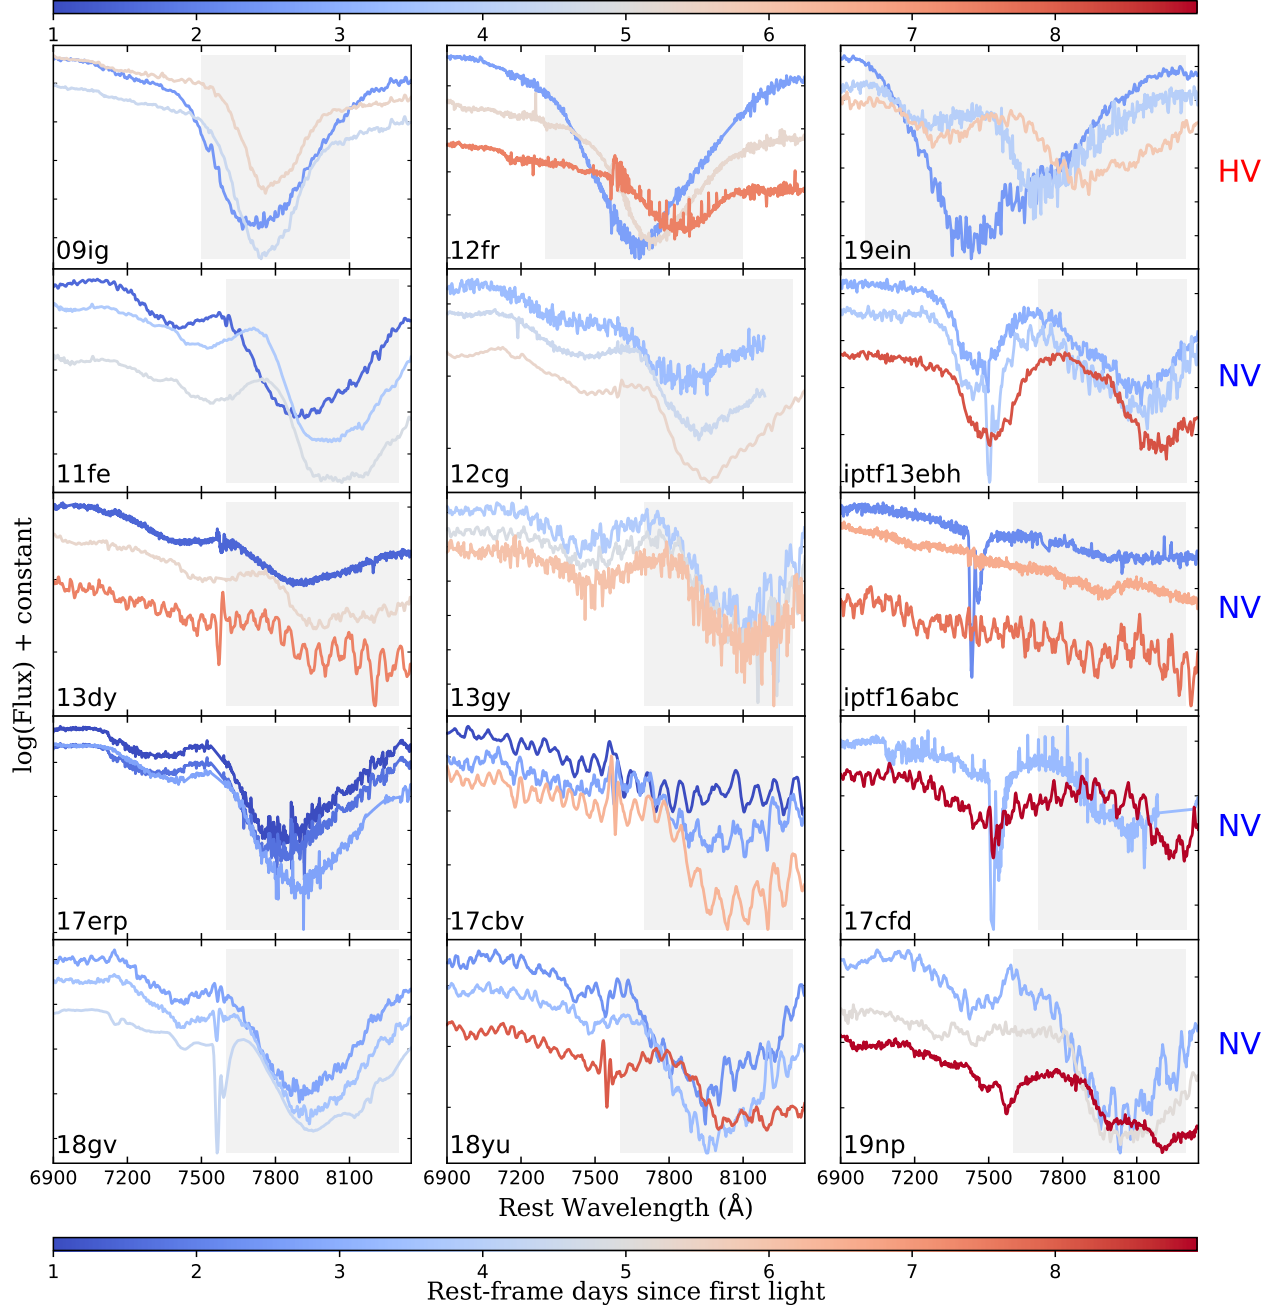 1 2 3 4 5 6 7 8
09ig 12fr 19ein HV
11fe 12cg iptf13ebh NV
13dy 13gy iptf16abc NV
17erp 17cbv 17cfd NV
18gv 18yu 19np NV
log(Flux) + constant
6900 7200 7500 7800 8100 6900 7200 7500 7800 8100 6900 7200 7500 7800 8100
Rest Wavelength (Å)
1 2 3 4 5 6 7 8
Rest-frame days since first light